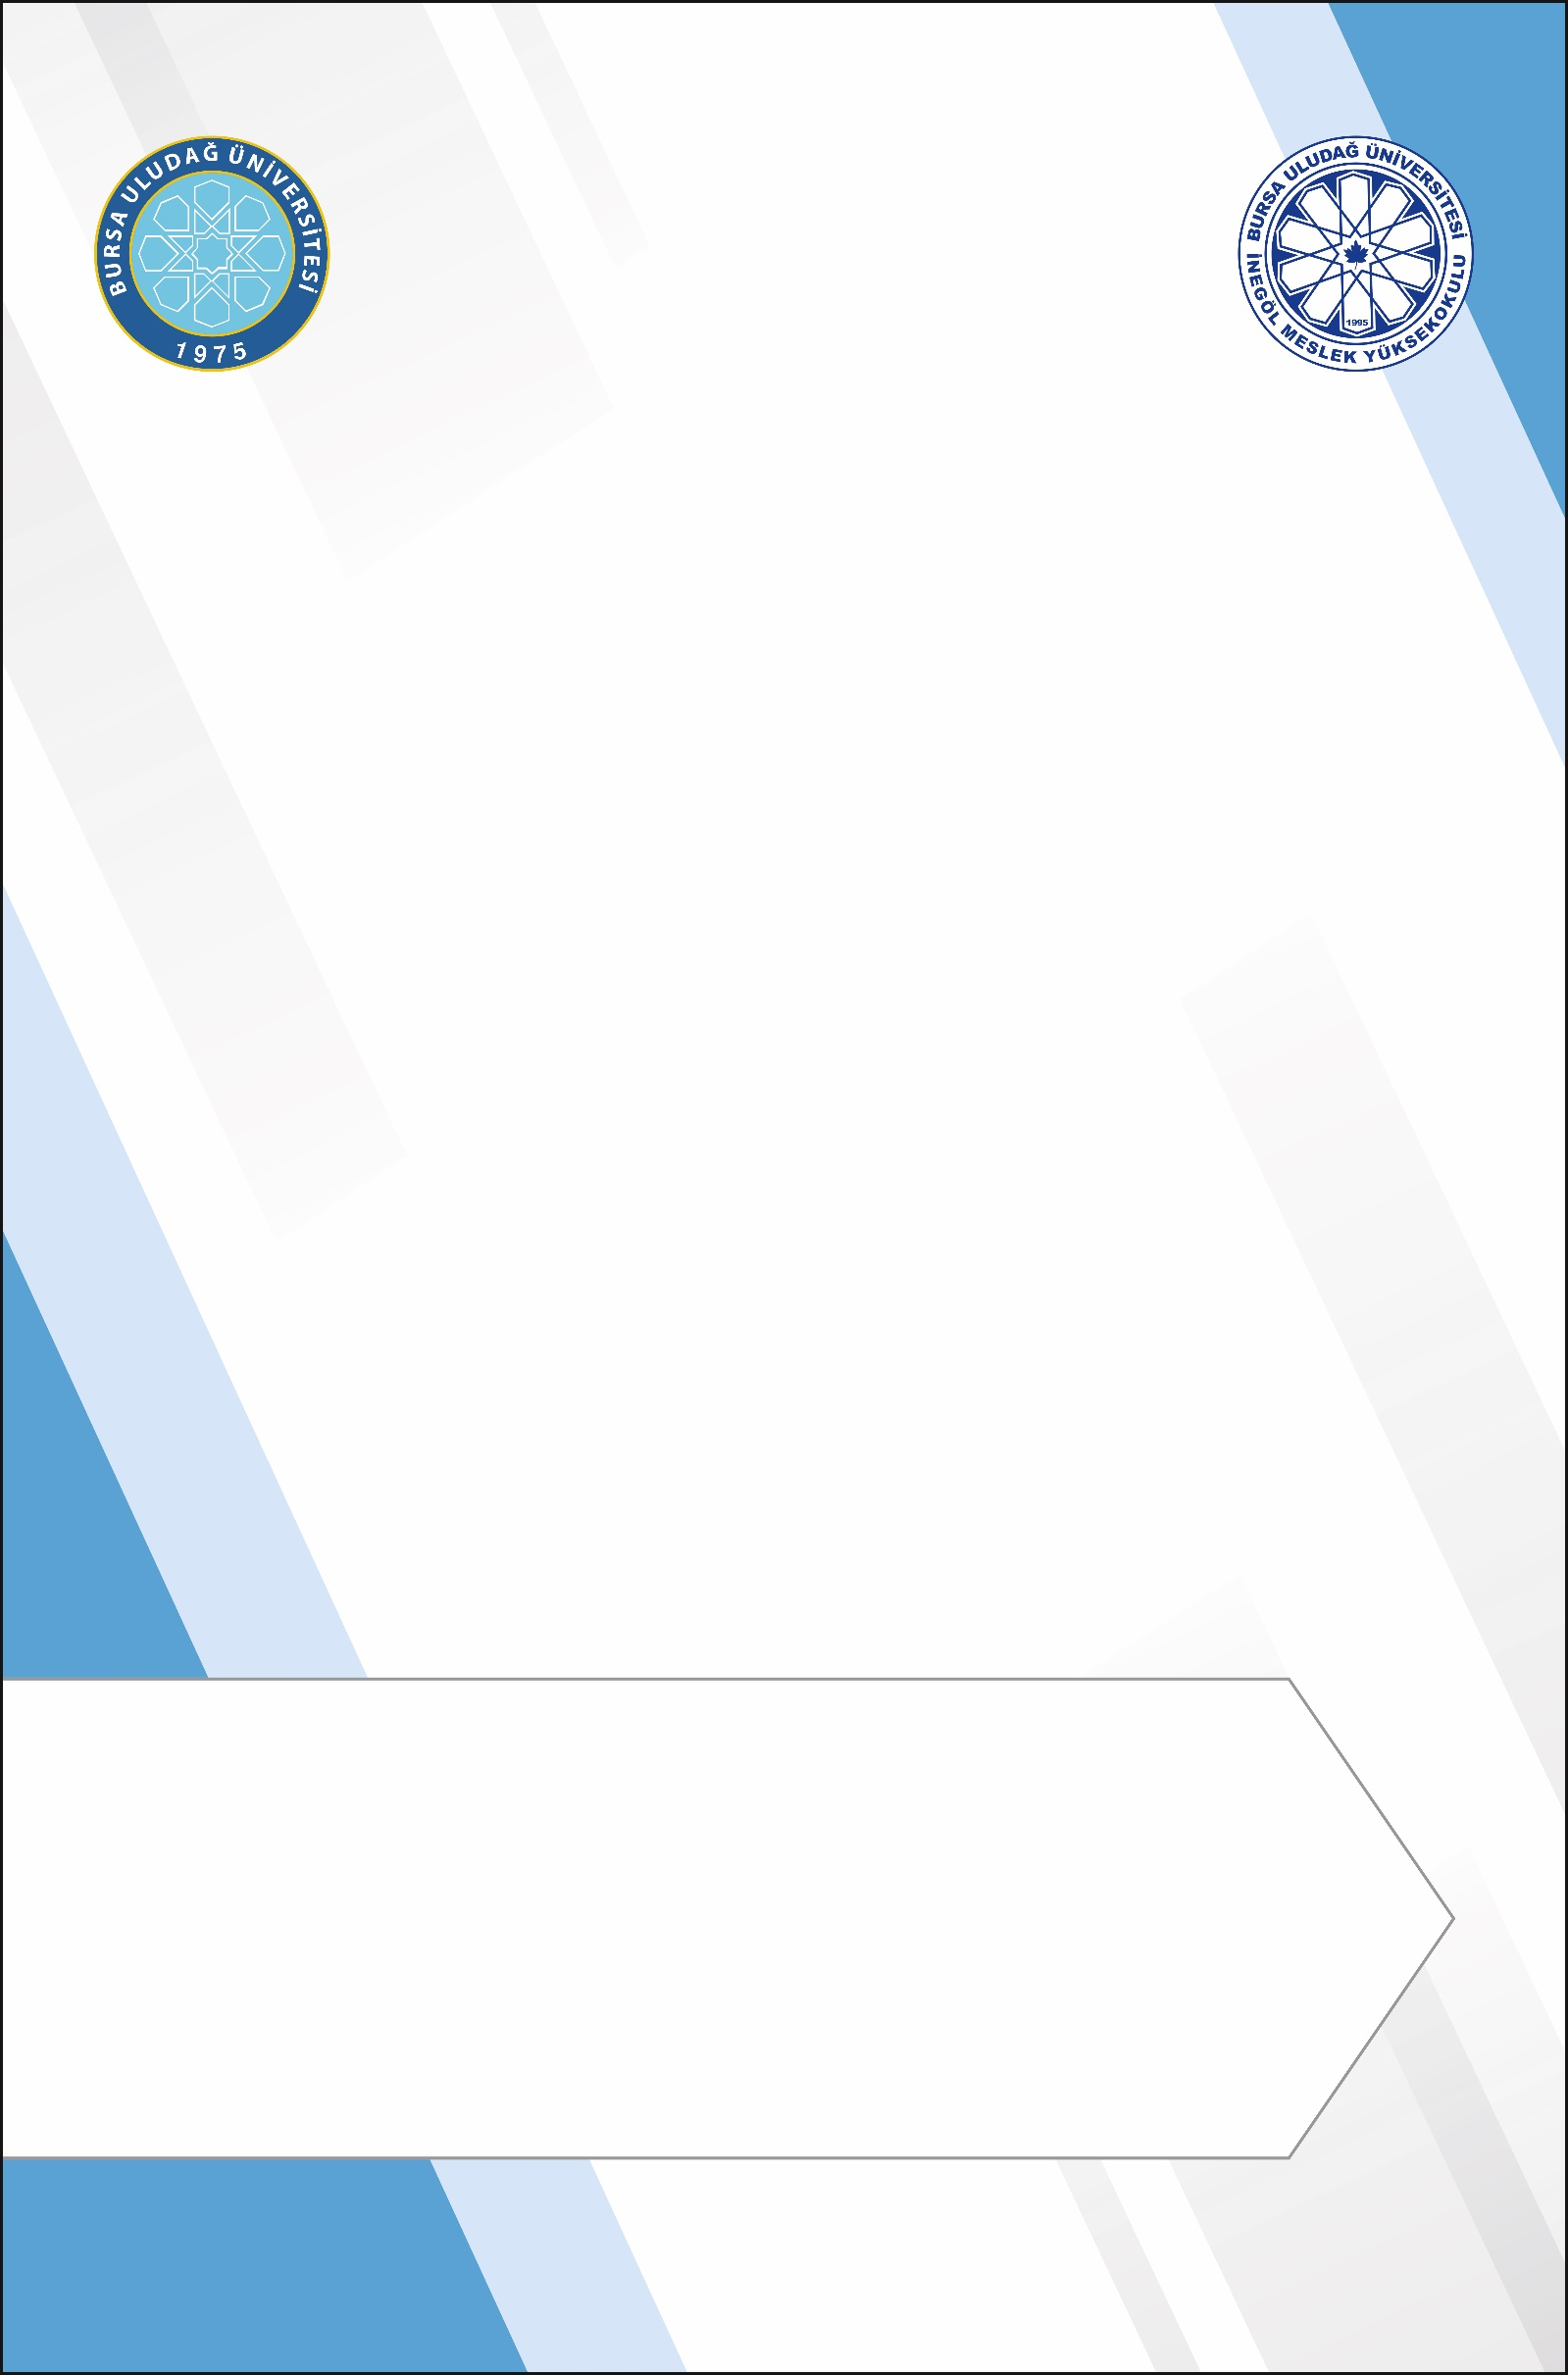 BURSA ULUDAĞ ÜNİVERSİTESİ
1975
BURSA ULUDAĞ ÜNİVERSİTESİ
İNEGÖL MESLEK YÜKSEKOKULU
1995